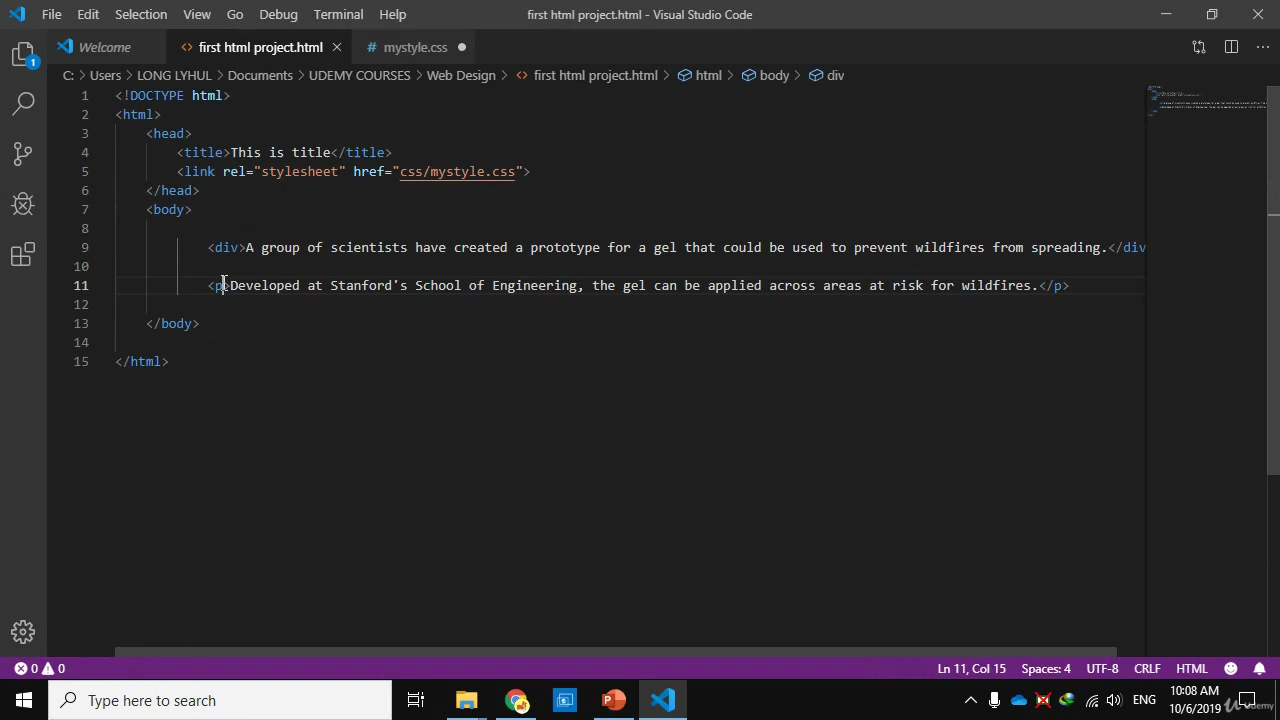 File Edit Selection View Go Debug Terminal Help first html project.html - Visual Studio Code
Welcome first html project.html mystyle.css
1
C: Users LONG LYHUL Documents UDEMY COURSES Web Design first html project.html html body div
1 <!DOCTYPE html>
2 <html>
3 <head>
4 <title>This is title</title>
5 <link rel="stylesheet" href="css/mystyle.css">
6 </head>
7 <body>
8
9 <div>A group of scientists have created a prototype for a gel that could be used to prevent wildfires from spreading.</div
10
11 <p>Developed at Stanford's School of Engineering, the gel can be applied across areas at risk for wildfires.</p>
12
13 </body>
14
15 </html>
0 0 Ln 11, Col 15 Spaces: 4 UTF-8 CRLF HTML
Type here to search ENG 10:08 AM
10/6/2019
Udemy